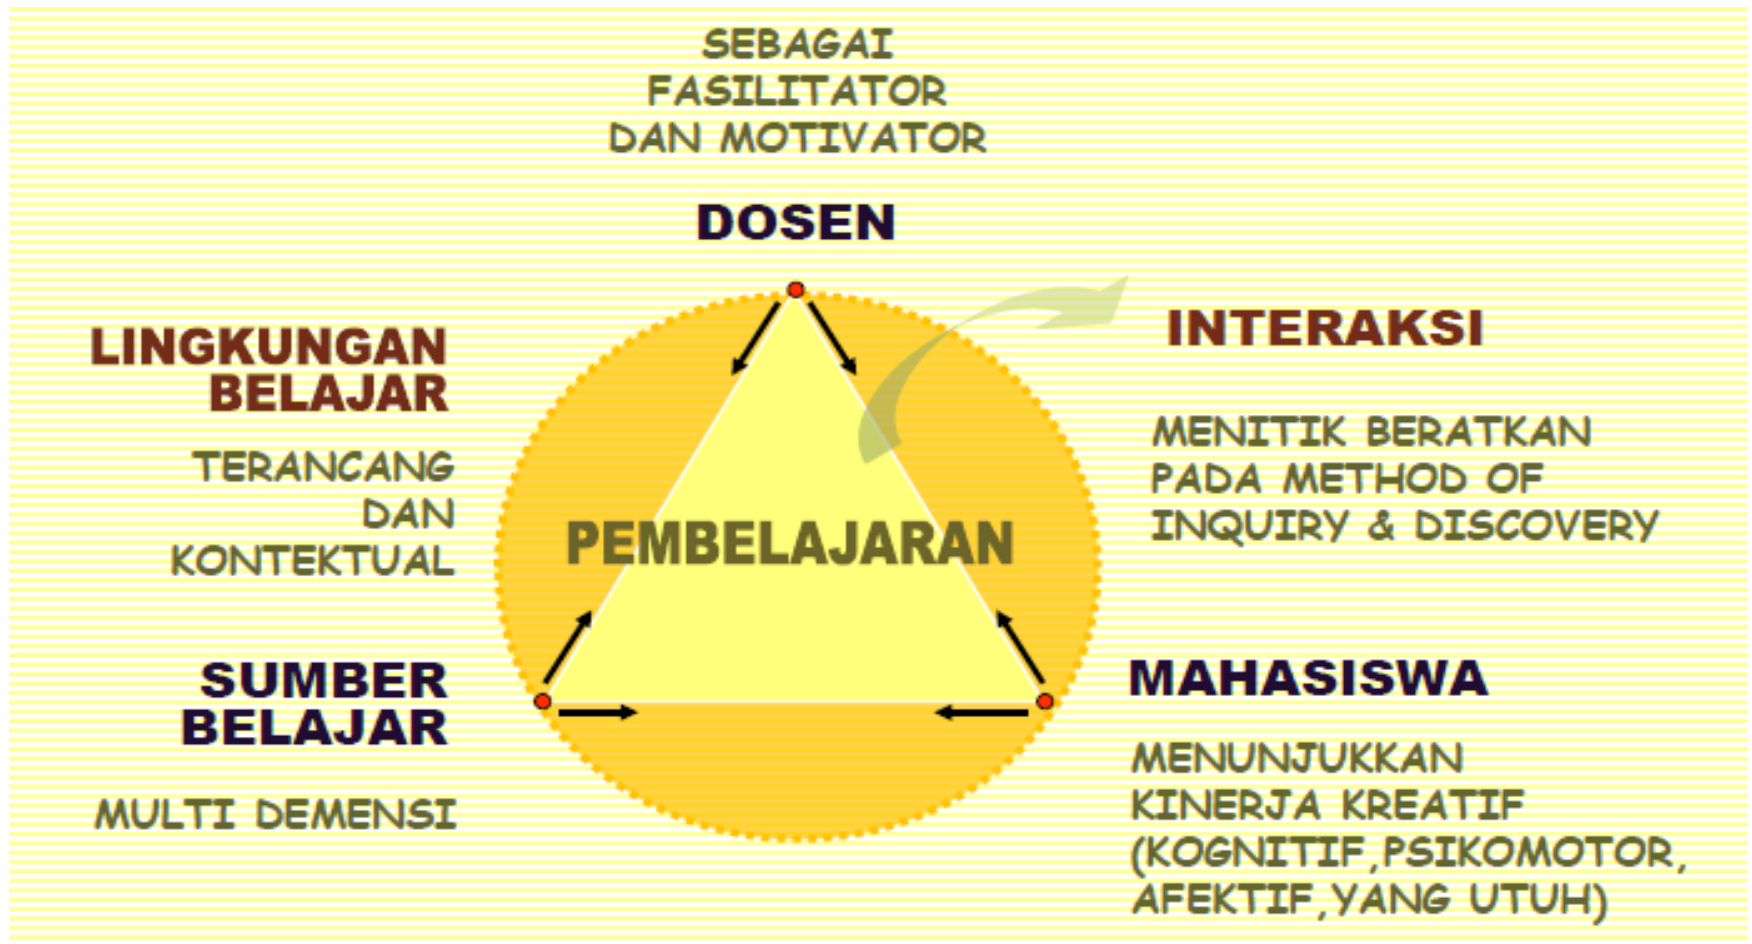 SEBAGAI
FASILITATOR
DAN MOTIVATOR
DOSEN
LINGKUNGAN
BELAJAR
TERANCANG
DAN
KONTEKTUAL
INTERAKSI
MENITIK BERATKAN
PADA METHOD OF
INQUIRY & DISCOVERY
PEMBELAJARAN
SUMBER
BELAJAR
MULTI DEMENSI
MAHASISWA
MENUNJUKKAN
KINERJA KREATIF
(KOGNITIF,PSIKOMOTOR,
AFEKTIF,YANG UTUH)